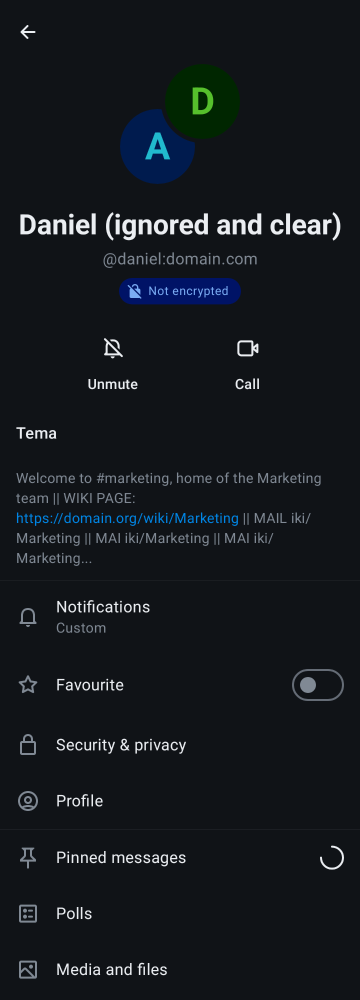 D
A
Daniel (ignored and clear)
@daniel:domain.com
Not encrypted
Unmute
Call
Tema
Welcome to #marketing, home of the Marketing
team || WIKI PAGE:
https://domain.org/wiki/Marketing || MAIL iki/
Marketing || MAI iki/Marketing || MAI iki/
Marketing...
Notifications
Custom
Favourite
Security & privacy
Profile
Pinned messages
Polls
Media and files